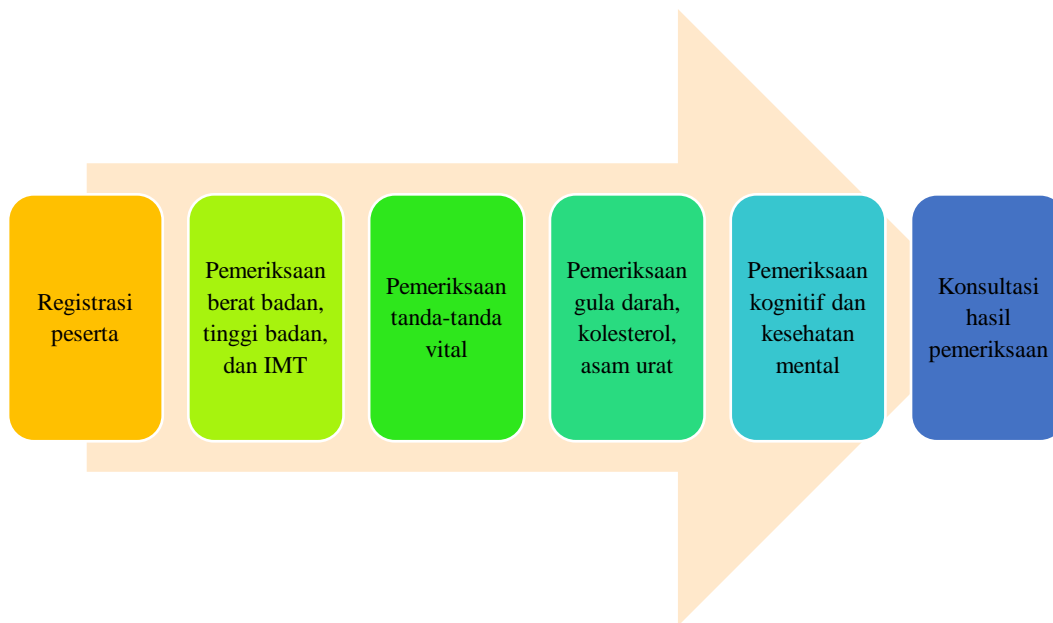 Registrasi
peserta
Pemeriksaan
berat badan,
tinggi badan,
dan IMT
Pemeriksaan
tanda-tanda
vital
Pemeriksaan
gula darah,
kolesterol,
asam urat
Pemeriksaan
kognitif dan
kesehatan
mental
Konsultasi
hasil
pemeriksaan